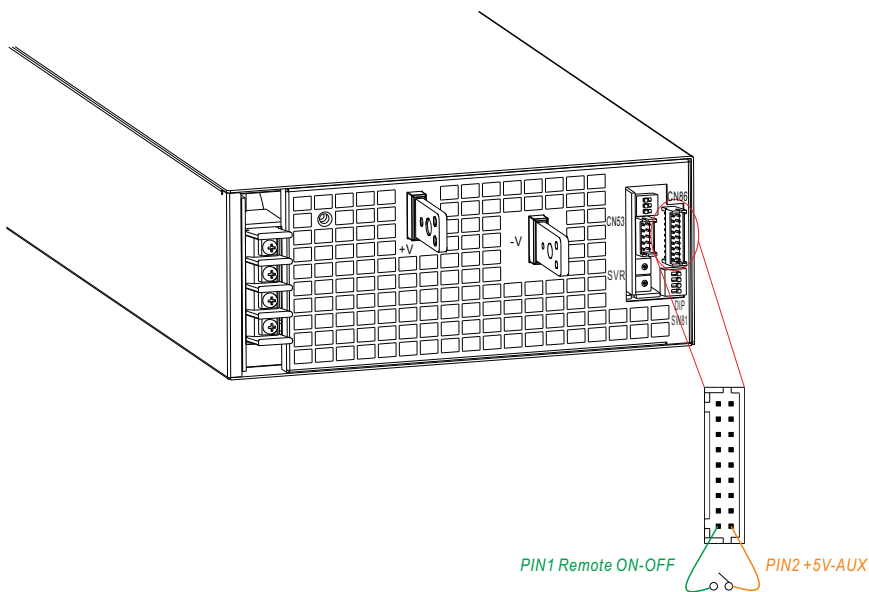 CN86
CN53
+V
-V
SVR
DIP
SW81
PIN1 Remote ON-OFF
PIN2 +5V-AUX